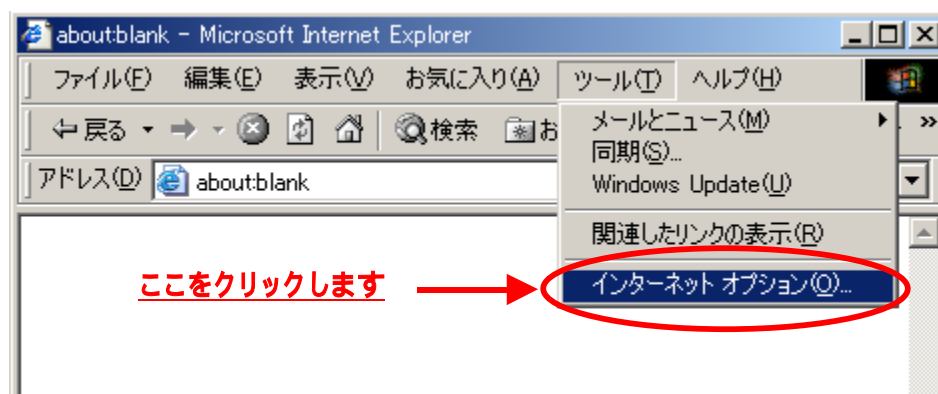 about:blank - Microsoft Internet Explorer
ファイル(F) 編集(E) 表示(V) お気に入り(A) ツール(T) ヘルプ(H)
戻る 検索 お
メールとニュース(M)
同期(S)...
Windows Update(U)
アドレス(D) about:blank
関連したリンクの表示(R)
インターネット オプション(O)...
ここをクリックします